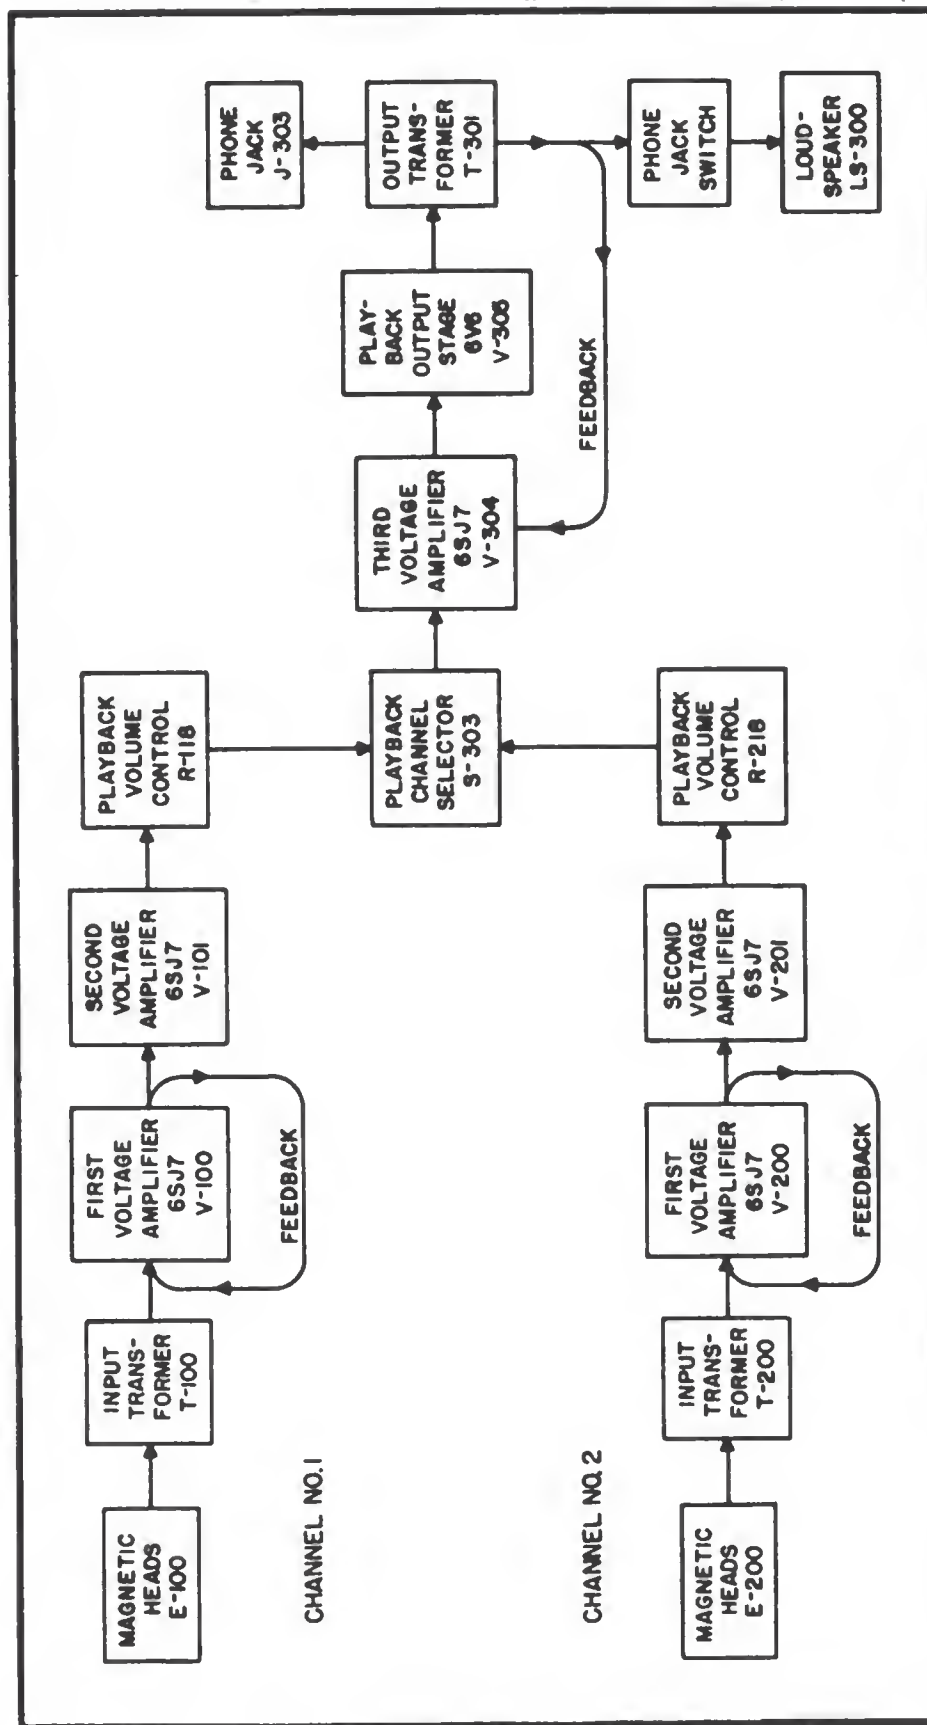 MAGNETIC
HEADS
E-100
INPUT
TRANS-
FORMER
T-100
FIRST
VOLTAGE
AMPLIFIER
6SJ7
V-100
FEEDBACK
SECOND
VOLTAGE
AMPLIFIER
6SJ7
V-101
PLAYBACK
VOLUME
CONTROL
R-118
CHANNEL NO.1
PLAYBACK
CHANNEL
SELECTOR
S-303
THIRD
VOLTAGE
AMPLIFIER
6SJ7
V-304
PLAY-
BACK
OUTPUT
STAGE
6V6
V-305
OUTPUT
TRANS-
FORMER
T-301
PHONE
JACK
J-303
FEEDBACK
PHONE
JACK
SWITCH
LOUD-
SPEAKER
LS-300
CHANNEL NO.2
MAGNETIC
HEADS
E-200
INPUT
TRANS-
FORMER
T-200
FIRST
VOLTAGE
AMPLIFIER
6SJ7
V-200
FEEDBACK
SECOND
VOLTAGE
AMPLIFIER
6SJ7
V-201
PLAYBACK
VOLUME
CONTROL
R-218